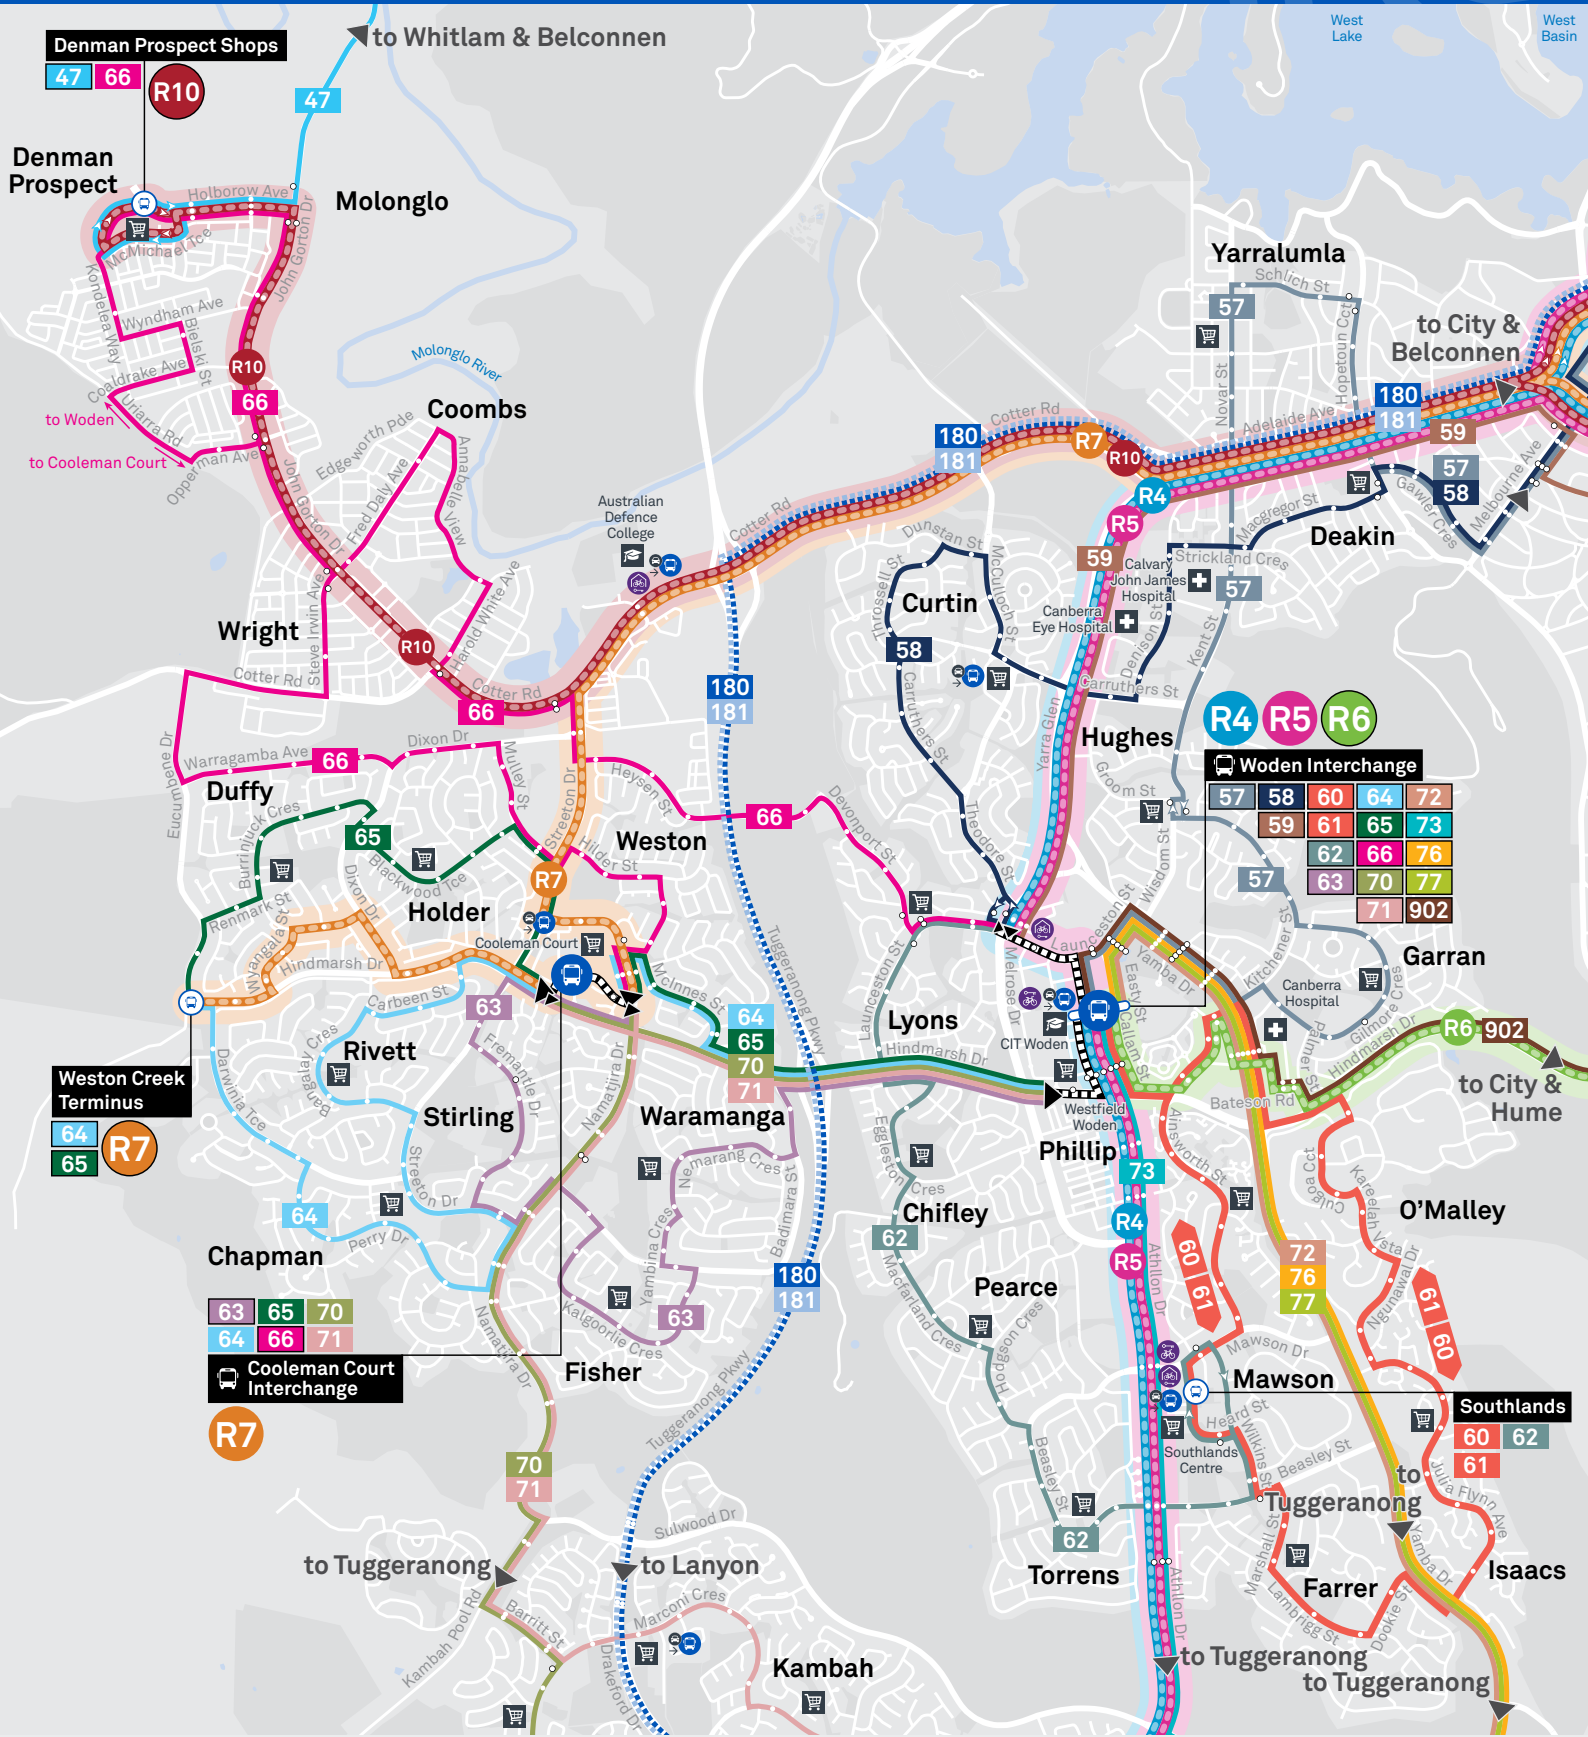 to Whitlam & Belconnen
West
Lake
West
Basin
Denman Prospect Shops
47 66 R10
47
Denman
Prospect
Molonglo
Holborow Ave
McMichael Tce
John Gorton Dr
Kondelea Way
Wyndham Ave
Bielski St
Coaldrake Ave
Uriarra Rd
to Woden
to Cooleman Court
Opperman Ave
R10
66
Molonglo River
Coombs
Edgeworth Pde
Fred Daly Ave
Annabelle View
John Gorton Dr
Harold White Ave
Steve Irwin Ave
Wright
R10
Cotter Rd
Cotter Rd
66
Yarralumla
Schlich St
57
Novar St
Hopetoun Cct
to City &
Belconnen
Adelaide Ave
180
181
59
57
58
Gawler Cres
Melbourne Ave
Macgregor St
Deakin
Strickland Cres
57
Kent St
Cotter Rd
180
181
R7
R10
R4
R5
59
Cotter Rd
Australian
Defence
College
Dunstan St
Throssell St
McCulloch St
Curtin
58
Carruthers St
Calvary
John James
Hospital
Canberra
Eye Hospital
Denison St
Carruthers St
Yarra Glen
Hughes
Groom St
Wisdom St
180
181
R4 R5 R6
Woden Interchange
57 58 60 64 72
59 61 65 73
62 66 76
63 70 77
71 902
Eucumbene Dr
Warragamba Ave
66
Dixon Dr
Duffy
Mulley St
Streeton Dr
Heysen St
66
Devonport St
Theodore St
Weston
Hilder St
Burrinjuck Cres
65
Blackwood Tce
Renmark St
Dixon Dr
Holder
R7
Wyangala St
Hindmarsh Dr
Cooleman Court
Carbeen St
63
McInnes St
Tuggeranong Pkwy
64
65
70
71
Launceston St
Lyons
Hindmarsh Dr
Melrose Dr
CIT Woden
Launceston St
Easty St
Callam St
Yamba Dr
57
Kitchener St
Garran
Canberra
Hospital
Gilmore Cres
Palmer St
Hindmarsh Dr
R6 902
to City &
Hume
Bateson Rd
Westfield
Woden
Phillip
Weston Creek
Terminus
64
65
R7
Darwinia Tce
Bangalay Cres
Rivett
Stirling
Fremantle Dr
Namatjira Dr
Waramanga
Nemarang Cres
Badimara St
Yambina Cres
Streeton Dr
64
Perry Dr
Chapman
63
Kalgoorlie Cres
Fisher
180
181
Eggleston
Cres
Chifley
62
Macfarland Cres
Pearce
Hodgson Cres
73
R4
R5
Athllon Dr
Ainsworth St
60 61
72
76
77
Culgoa Cct
Kareelah Vsta
O'Malley
Ngunawal Dr
61 60
63 65 70
64 66 71
Cooleman Court
Interchange
R7
Namatjira Dr
70
71
Tuggeranong Pkwy
Mawson Dr
Mawson
Heard St
Wilkins St
Southlands
Centre
Beasley St
Southlands
60 62
61
Julia Flynn Ave
to
Tuggeranong
Beasley St
62
Torrens
Marshall St
Farrer
Lambrigg St
Dookie St
Yamba Dr
Isaacs
Sulwood Dr
to Tuggeranong
to Lanyon
Marconi Cres
Barritt St
Kambah Pool Rd
Drakeford Dr
Kambah
Athllon Dr
to Tuggeranong
to Tuggeranong